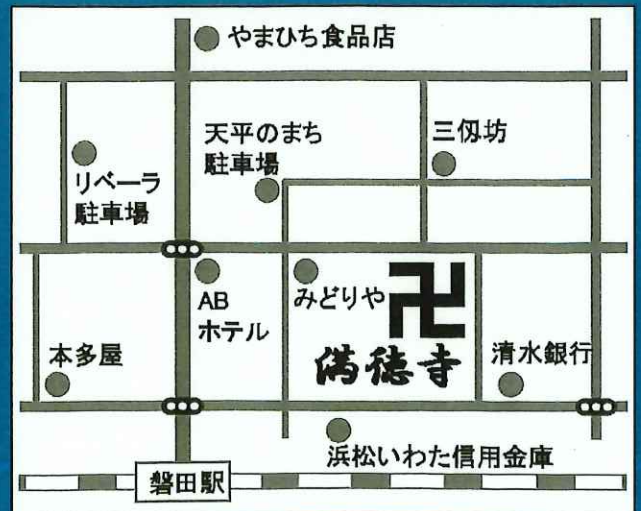 やまひち食品店
天平のまち
駐車場
三仭坊
リベーラ
駐車場
AB
ホテル
みどりや
卍
満徳寺
本多屋
清水銀行
浜松いわた信用金庫
磐田駅